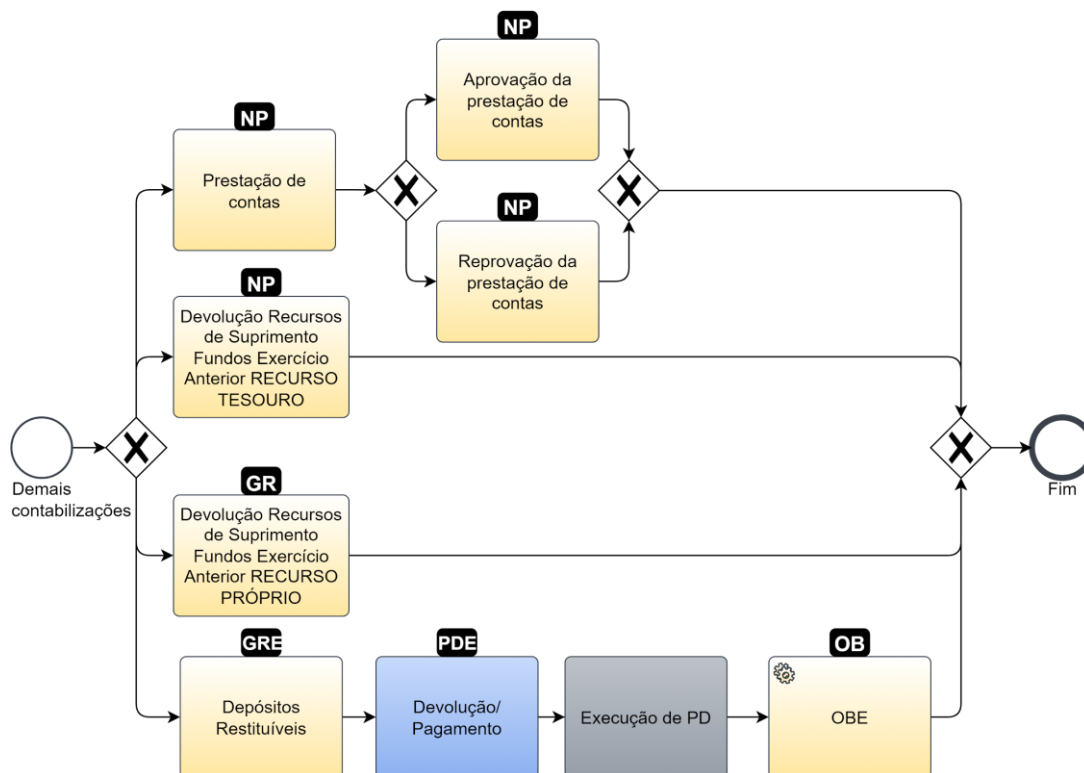 NP
Aprovação da
prestação de
contas
NP
Prestação de
contas
NP
Reprovação da
prestação de
contas
NP
Devolução Recursos
de Suprimento
Fundos Exercício
Anterior RECURSO
TESOURO
Demais
contabilizações
Fim
GR
Devolução Recursos
de Suprimento
Fundos Exercício
Anterior RECURSO
PRÓPRIO
GRE
Depósitos
Restituíveis
PDE
Devolução/
Pagamento
Execução de PD
OB
OBE